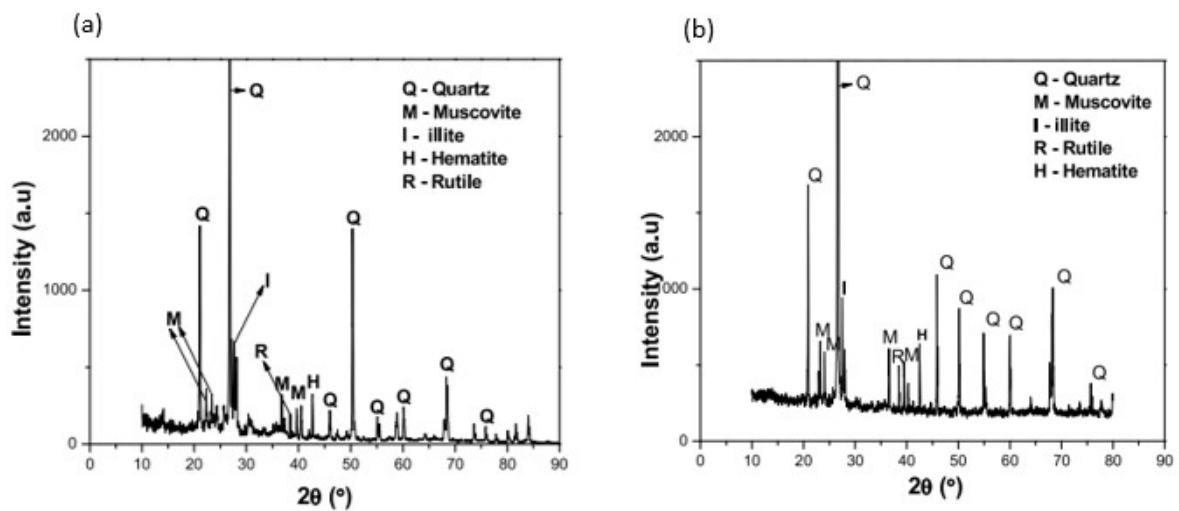 (a)
Q - Quartz
M - Muscovite
I - illite
H - Hematite
R - Rutile
Q
Q
Q
I
M
R
M
M
H
Q
Q
Q
Q
Q
2000
1000
0
Intensity (a.u)
0 10 20 30 40 50 60 70 80 90
2θ (°)
(b)
Q - Quartz
M - Muscovite
I - illite
R - Rutile
H - Hematite
Q
Q
I
M
M
M
R
M
H
Q
Q
Q
Q
Q
Q
2000
1000
0
Intensity (a.u)
0 10 20 30 40 50 60 70 80 90
2θ (°)